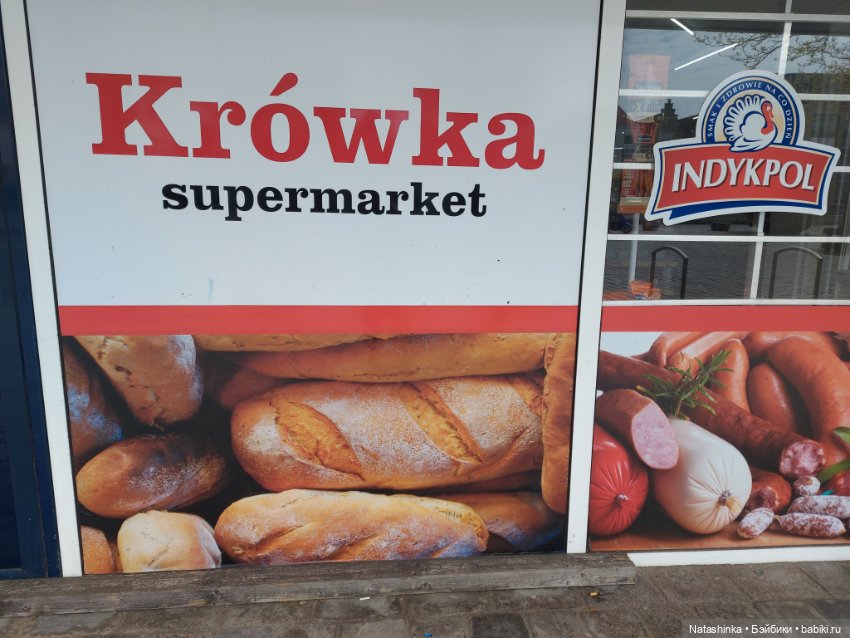 Krówka
supermarket
SMAK I ZDROWIE NA CO DZIEŃ
INDYKPOL
Natashinka • Бэйбики • babiki.ru